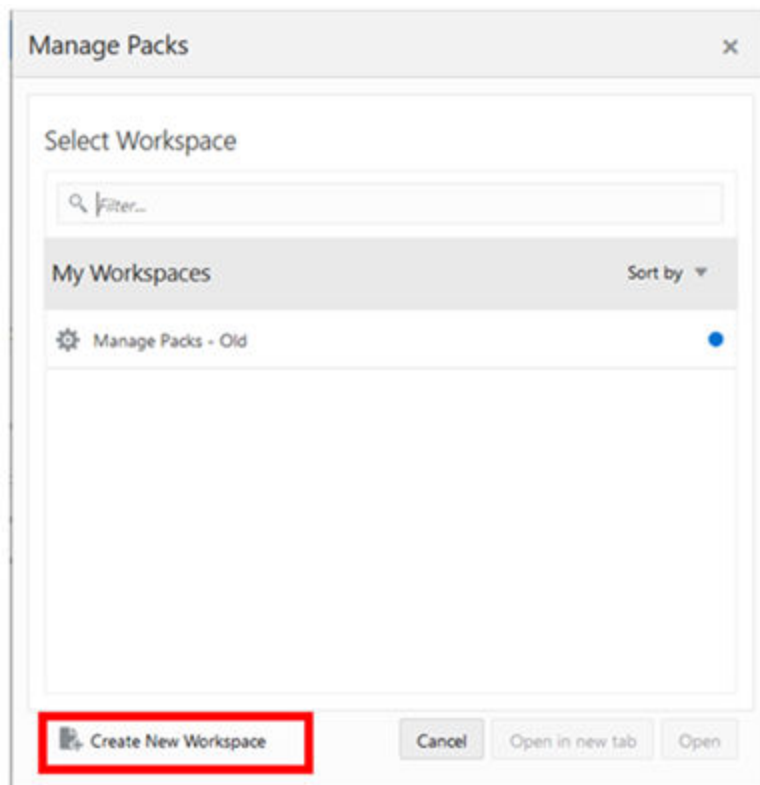 Manage Packs
Select Workspace
Filter...
My Workspaces Sort by
Manage Packs - Old
Create New Workspace Cancel Open in new tab Open